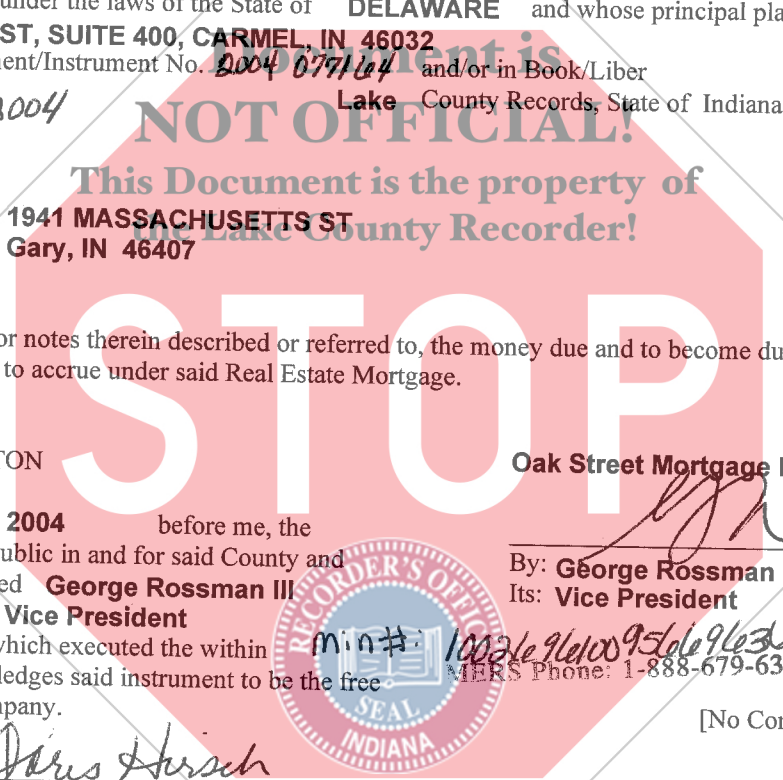 under the laws of the State of DELAWARE and whose principal pla
ST, SUITE 400, CARMEL, IN 46032
Document is
ent/Instrument No. 2004 077164 and/or in Book/Liber
2004 Lake County Records, State of Indiana
NOT OFFICIAL!
This Document is the property of
1941 MASSACHUSETTS ST
the Lake County Recorder!
Gary, IN 46407
STOP
or notes therein described or referred to, the money due and to become du
to accrue under said Real Estate Mortgage.
TON
Oak Street Mortgage
2004 before me, the
ublic in and for said County and
ed George Rossman III
Vice President
which executed the within
ledges said instrument to be the free
mpany.
By: George Rossman
Its: Vice President
min#:
MERS Phone: 1-888-679-63
RECORDER'S OFFICE
SEAL
INDIANA
[No Cor
Doris Hirsch